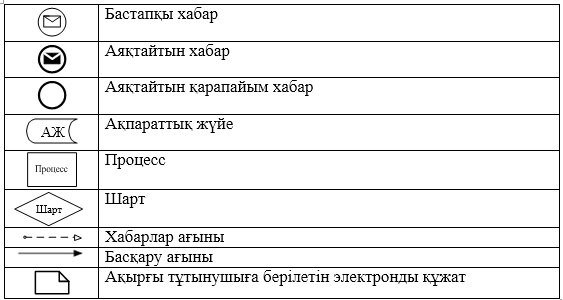 Бастапқы хабар
Аяқтайтын хабар
Аяқтайтын қарапайым хабар
АЖ Ақпараттық жүйе
Процесс Процесс
Шарт Шарт
Хабарлар ағыны
Басқару ағыны
Ақырғы тұтынушыға берілетін электронды құжат